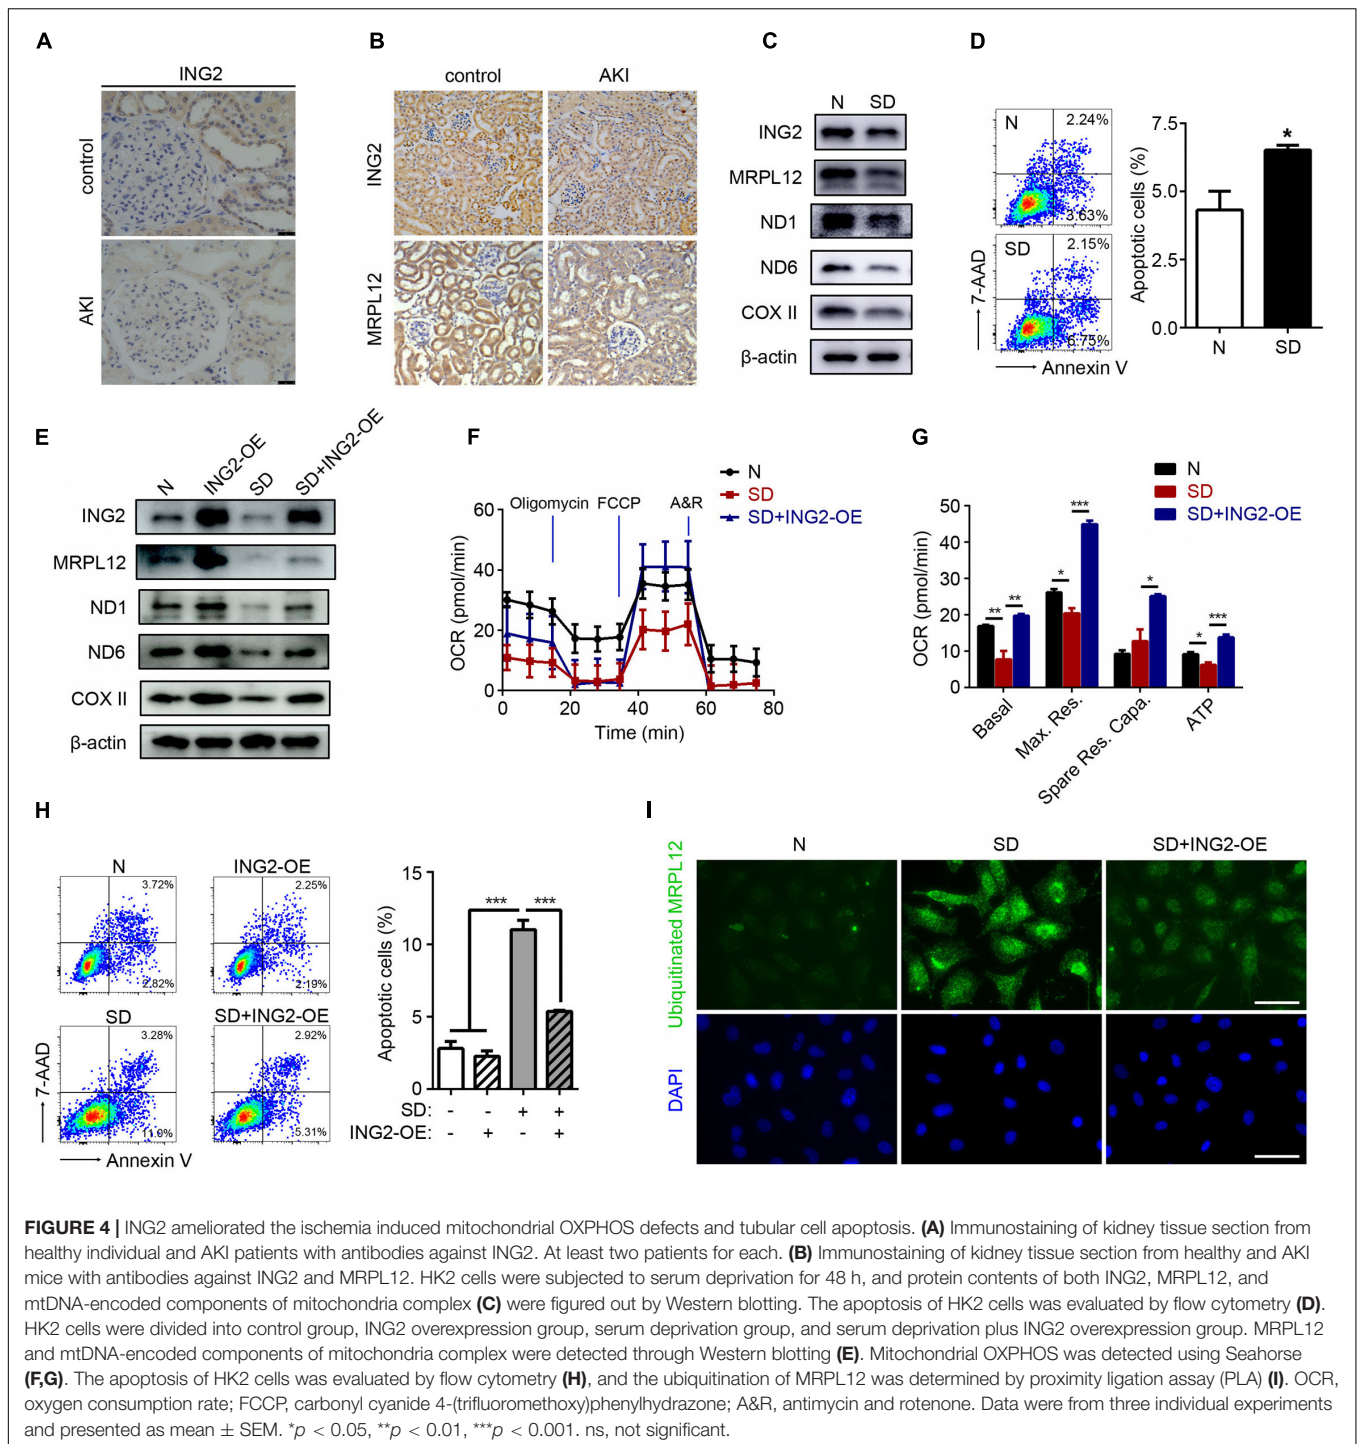 A
ING2
control
AKI
B
control
AKI
ING2
MRPL12
C
N SD
ING2
MRPL12
ND1
ND6
COX II
β-actin
D
N
2.24%
3.63%
SD
2.15%
6.75%
7-AAD
Annexin V
Apoptotic cells (%)
7.5
5.0
2.5
0.0
*
N SD
E
N ING2-OE SD SD+ING2-OE
ING2
MRPL12
ND1
ND6
COX II
β-actin
F
N
SD
SD+ING2-OE
Oligomycin FCCP A&R
OCR (pmol/min)
60
40
20
0
0 20 40 60 80
Time (min)
G
N
SD
SD+ING2-OE
OCR (pmol/min)
50
40
30
20
10
0
** **
* ***
*
* ***
Basal Max. Res. Spare Res. Capa. ATP
H
N ING2-OE
3.72% 2.25%
2.82% 2.19%
SD SD+ING2-OE
3.28% 2.92%
11.0% 5.31%
7-AAD
Annexin V
Apoptotic cells (%)
15
10
5
0
*** ***
SD: - - + +
ING2-OE: - + - +
I
N SD SD+ING2-OE
Ubiquitinated MRPL12
DAPI
FIGURE 4 | ING2 ameliorated the ischemia induced mitochondrial OXPHOS defects and tubular cell apoptosis. (A) Immunostaining of kidney tissue section from
healthy individual and AKI patients with antibodies against ING2. At least two patients for each. (B) Immunostaining of kidney tissue section from healthy and AKI
mice with antibodies against ING2 and MRPL12. HK2 cells were subjected to serum deprivation for 48 h, and protein contents of both ING2, MRPL12, and
mtDNA-encoded components of mitochondria complex (C) were figured out by Western blotting. The apoptosis of HK2 cells was evaluated by flow cytometry (D).
HK2 cells were divided into control group, ING2 overexpression group, serum deprivation group, and serum deprivation plus ING2 overexpression group. MRPL12
and mtDNA-encoded components of mitochondria complex were detected through Western blotting (E). Mitochondrial OXPHOS was detected using Seahorse
(F,G). The apoptosis of HK2 cells was evaluated by flow cytometry (H), and the ubiquitination of MRPL12 was determined by proximity ligation assay (PLA) (I). OCR,
oxygen consumption rate; FCCP, carbonyl cyanide 4-(trifluoromethoxy)phenylhydrazone; A&R, antimycin and rotenone. Data were from three individual experiments
and presented as mean ± SEM. *p < 0.05, **p < 0.01, ***p < 0.001. ns, not significant.